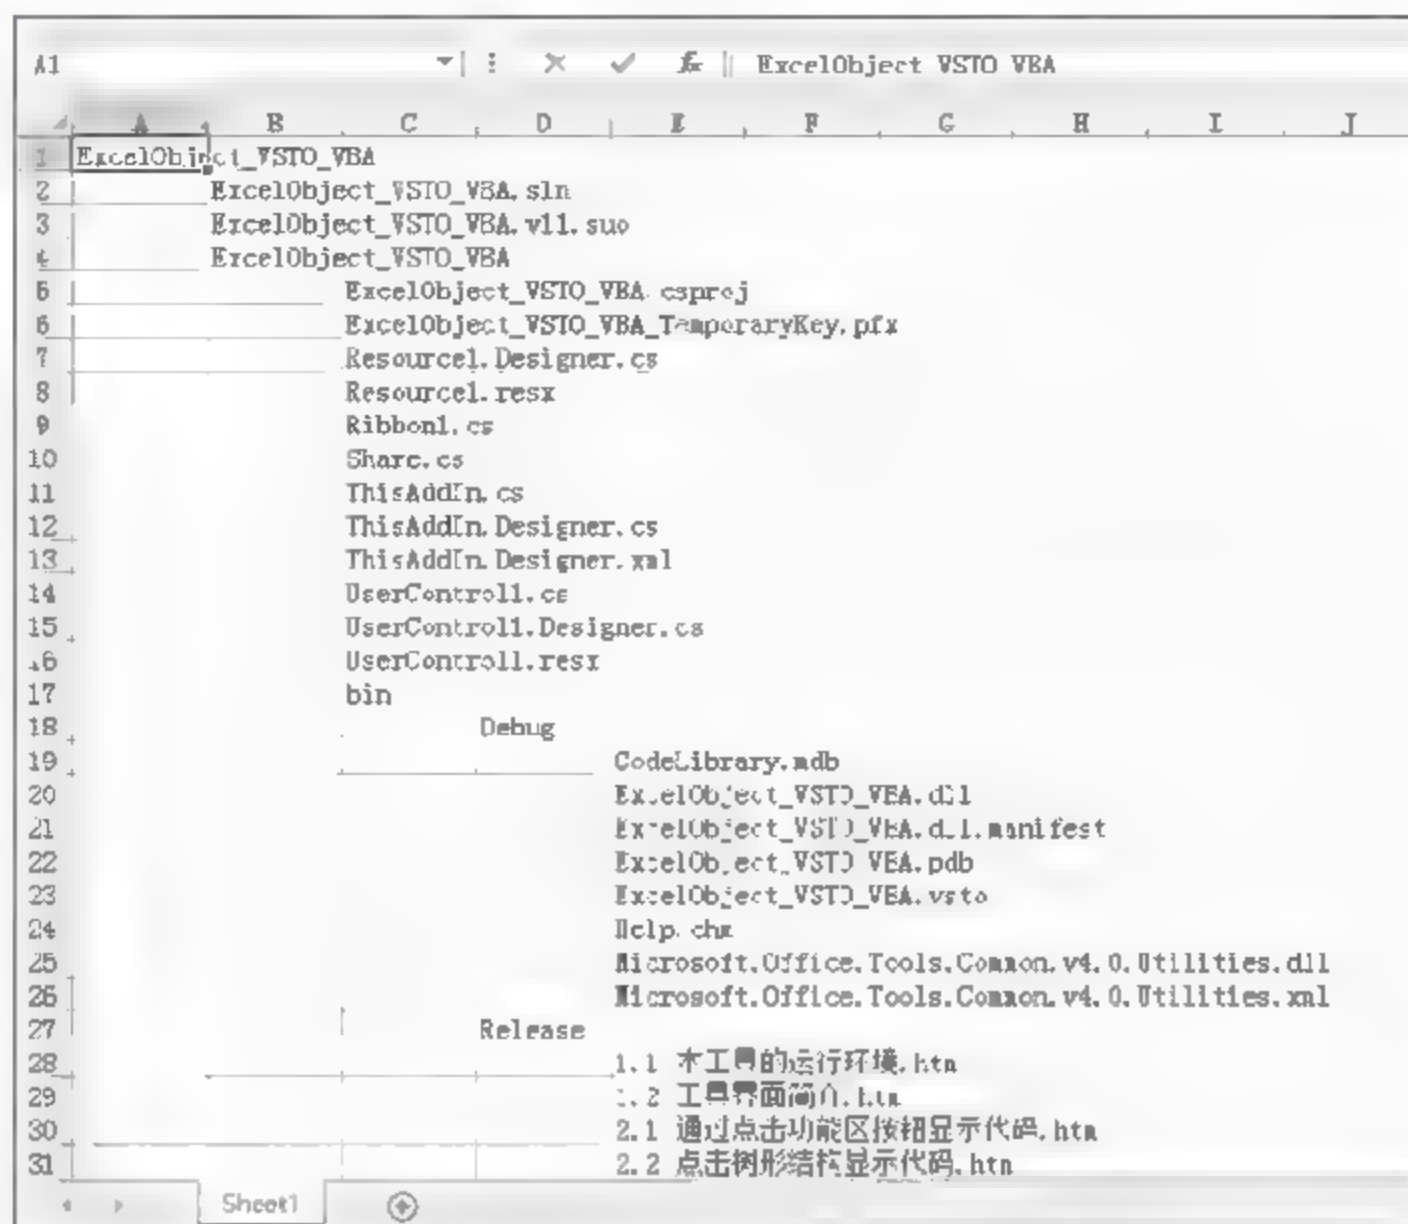 A1 fx ExcelObject_VSTO_VBA
A B C D E F G H I J
1 ExcelObject_VSTO_VBA
2 ExcelObject_VSTO_VBA.sln
3 ExcelObject_VSTO_VBA.v11.suo
4 ExcelObject_VSTO_VBA
5 ExcelObject_VSTO_VBA.csproj
6 ExcelObject_VSTO_VBA_TemporaryKey.pfx
7 Resource1.Designer.cs
8 Resource1.resx
9 Ribbon1.cs
10 Share.cs
11 ThisAddIn.cs
12 ThisAddIn.Designer.cs
13 ThisAddIn.Designer.xml
14 UserControl1.cs
15 UserControl1.Designer.cs
16 UserControl1.resx
17 bin
18 Debug
19 CodeLibrary.mdb
20 ExcelObject_VSTO_VBA.dll
21 ExcelObject_VSTO_VBA.dll.manifest
22 ExcelObject_VSTO_VBA.pdb
23 ExcelObject_VSTO_VBA.vsto
24 Help.chm
25 Microsoft.Office.Tools.Common.v4.0.Utilities.dll
26 Microsoft.Office.Tools.Common.v4.0.Utilities.xml
27 Release
28 1.1 本工具的运行环境.htm
29 1.2 工具界面简介.htm
30 2.1 通过点击功能区按钮显示代码.htm
31 2.2 点击树形结构显示代码.htm
Sheet1